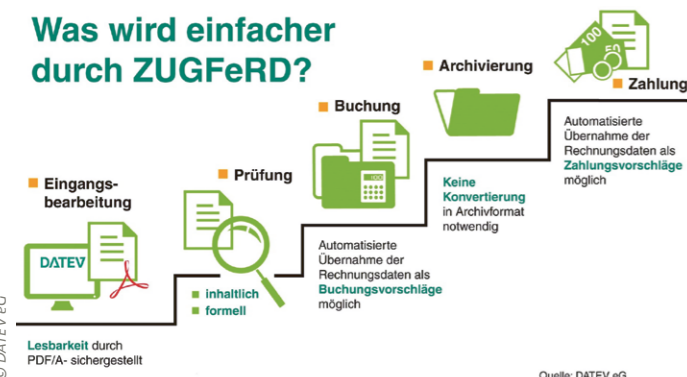 Was wird einfacher
durch ZUGFeRD?
Eingangs-
bearbeitung
DATEV
Lesbarkeit durch
PDF/A- sichergestellt
Prüfung
inhaltlich
formell
Buchung
Automatisierte
Übernahme der
Rechnungsdaten als
Buchungsvorschläge
möglich
Archivierung
Keine
Konvertierung
in Archivformat
notwendig
100
50
Zahlung
Automatisierte
Übernahme der
Rechnungsdaten als
Zahlungsvorschläge
möglich
© DATEV eG
Quelle: DATEV eG